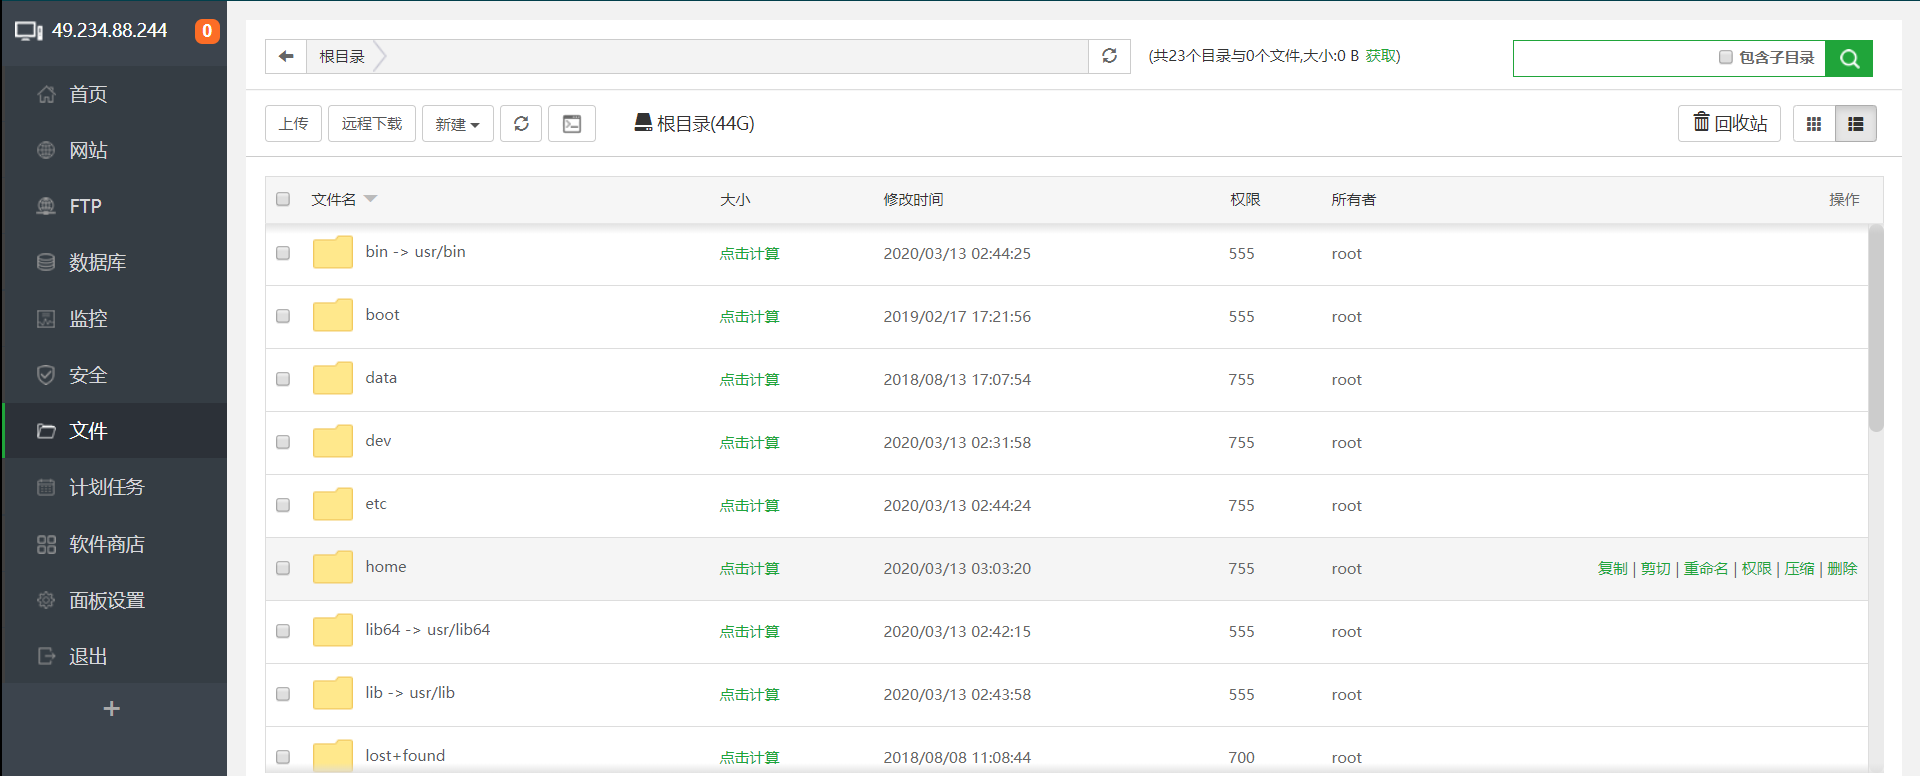 49.234.88.244 0
首页
网站
FTP
数据库
监控
安全
文件
计划任务
软件商店
面板设置
退出
+
根目录 (共23个目录与0个文件,大小:0 B 获取) 包含子目录
上传 远程下载 新建 根目录(44G) 回收站
文件名 大小 修改时间 权限 所有者 操作
bin -> usr/bin 点击计算 2020/03/13 02:44:25 555 root
boot 点击计算 2019/02/17 17:21:56 555 root
data 点击计算 2018/08/13 17:07:54 755 root
dev 点击计算 2020/03/13 02:31:58 755 root
etc 点击计算 2020/03/13 02:44:24 755 root
home 点击计算 2020/03/13 03:03:20 755 root 复制 | 剪切 | 重命名 | 权限 | 压缩 | 删除
lib64 -> usr/lib64 点击计算 2020/03/13 02:42:15 555 root
lib -> usr/lib 点击计算 2020/03/13 02:43:58 555 root
lost+found 点击计算 2018/08/08 11:08:44 700 root